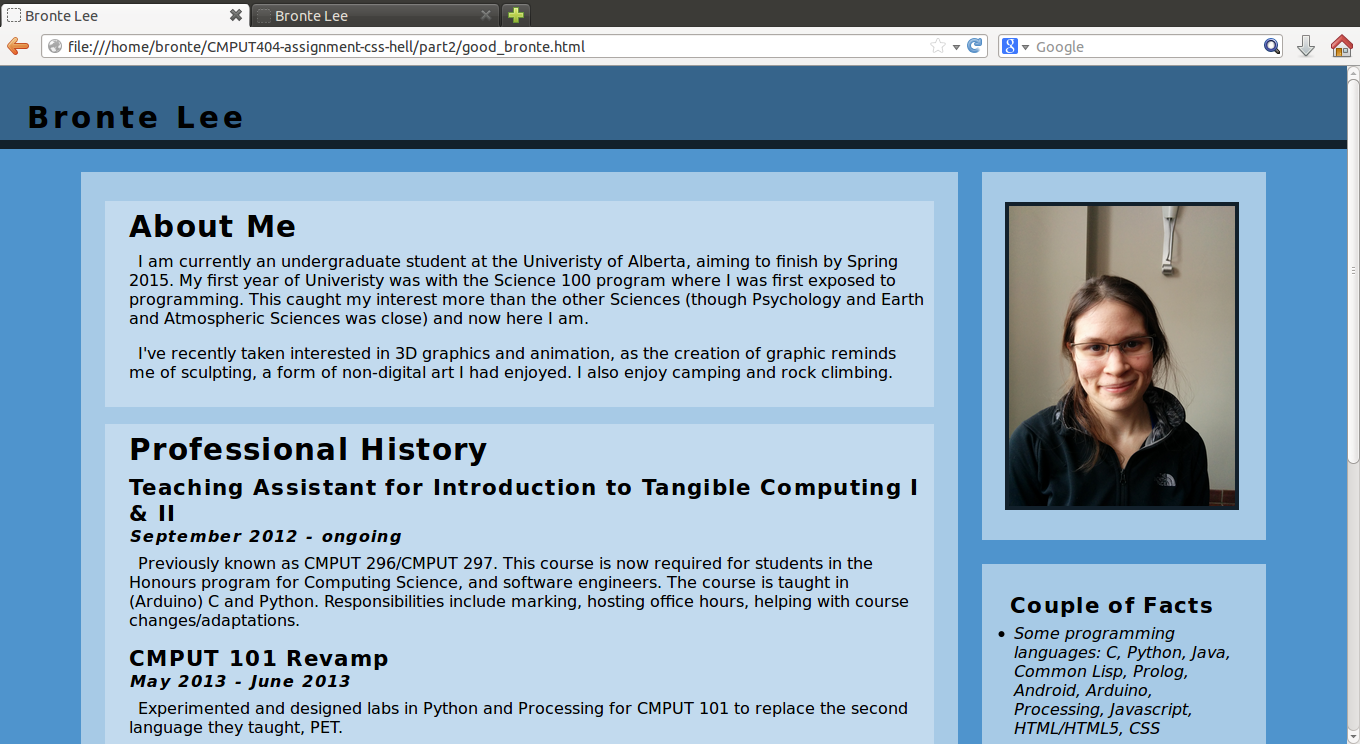 Bronte Lee
Bronte Lee
file:///home/bronte/CMPUT404-assignment-css-hell/part2/good_bronte.html
Google
Bronte Lee
About Me
I am currently an undergraduate student at the Univeristy of Alberta, aiming to finish by Spring
2015. My first year of Univeristy was with the Science 100 program where I was first exposed to
programming. This caught my interest more than the other Sciences (though Psychology and Earth
and Atmospheric Sciences was close) and now here I am.
I've recently taken interested in 3D graphics and animation, as the creation of graphic reminds
me of sculpting, a form of non-digital art I had enjoyed. I also enjoy camping and rock climbing.
Professional History
Teaching Assistant for Introduction to Tangible Computing I
& II
September 2012 - ongoing
Previously known as CMPUT 296/CMPUT 297. This course is now required for students in the
Honours program for Computing Science, and software engineers. The course is taught in
(Arduino) C and Python. Responsibilities include marking, hosting office hours, helping with course
changes/adaptations.
CMPUT 101 Revamp
May 2013 - June 2013
Experimented and designed labs in Python and Processing for CMPUT 101 to replace the second
language they taught, PET.
Couple of Facts
Some programming
languages: C, Python, Java,
Common Lisp, Prolog,
Android, Arduino,
Processing, Javascript,
HTML/HTML5, CSS